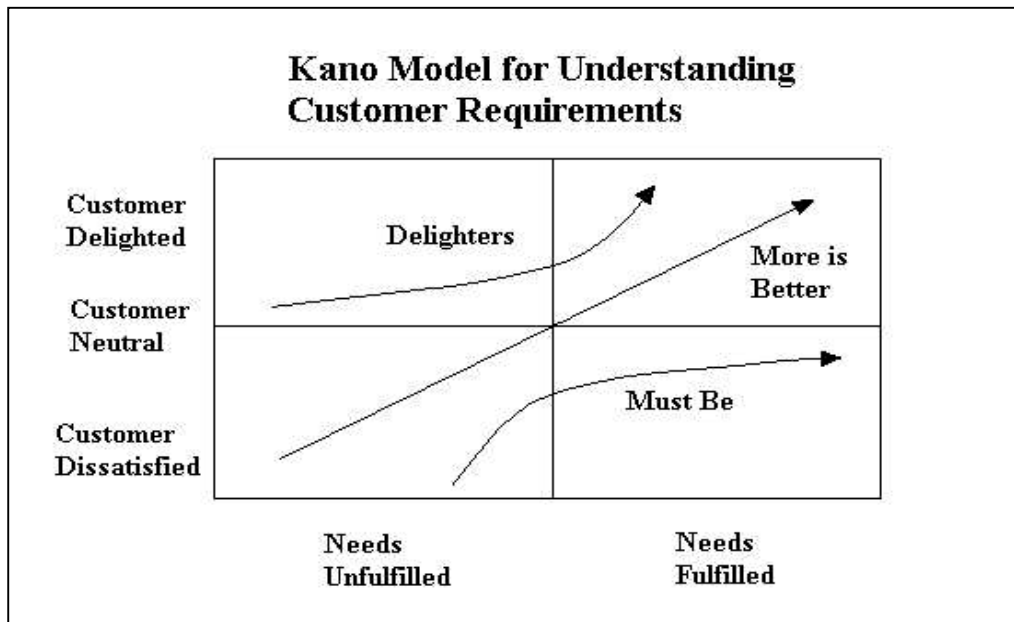 Kano Model for Understanding
Customer Requirements
Customer
Delighted
Delighters
More is
Better
Customer
Neutral
Must Be
Customer
Dissatisfied
Needs
Unfulfilled
Needs
Fulfilled